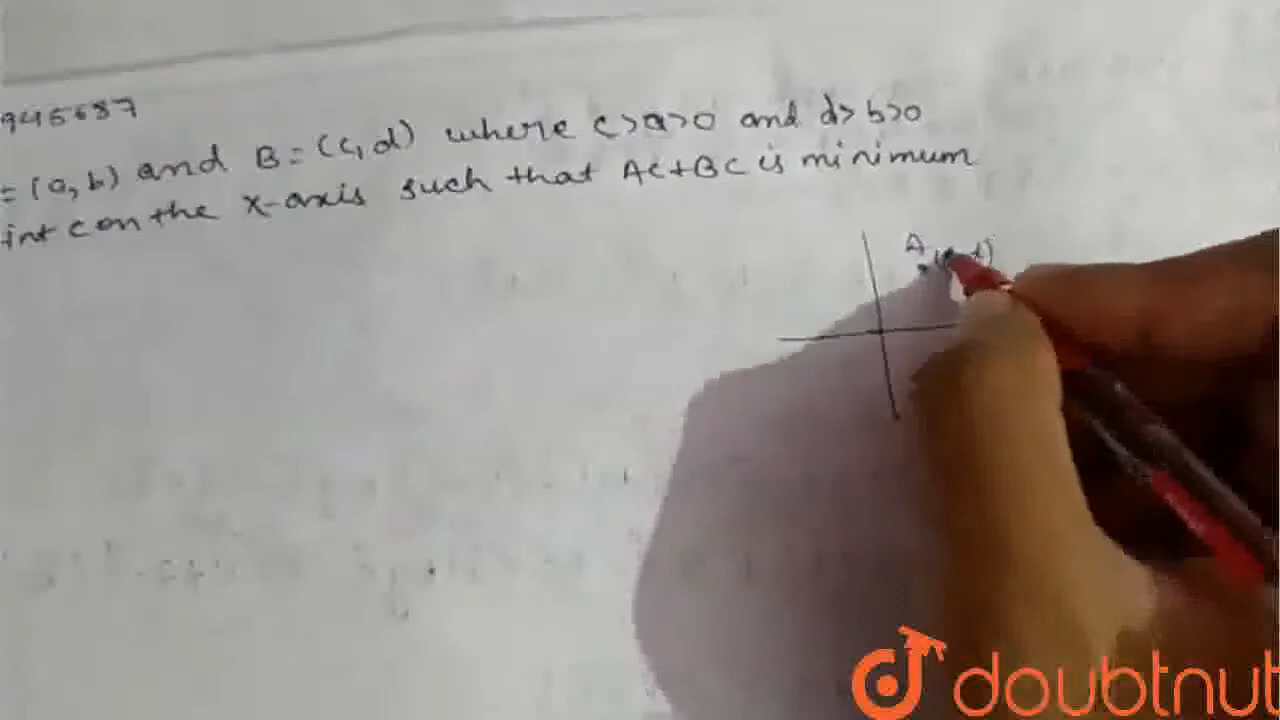 945687
= (a, b) and B = (c, d) where c>a>0 and d>b>0
int c on the x-axis such that AC+BC is minimum
A
doubtnut